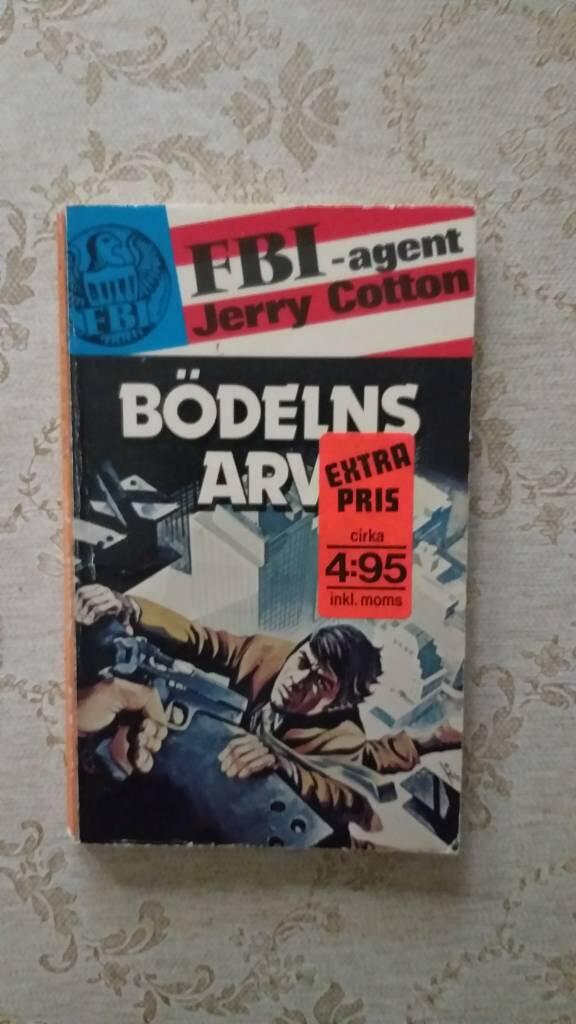 FBI
FBI-agent
Jerry Cotton
BÖDELNS
ARV
EXTRA
PRIS
cirka
4:95
inkl. moms